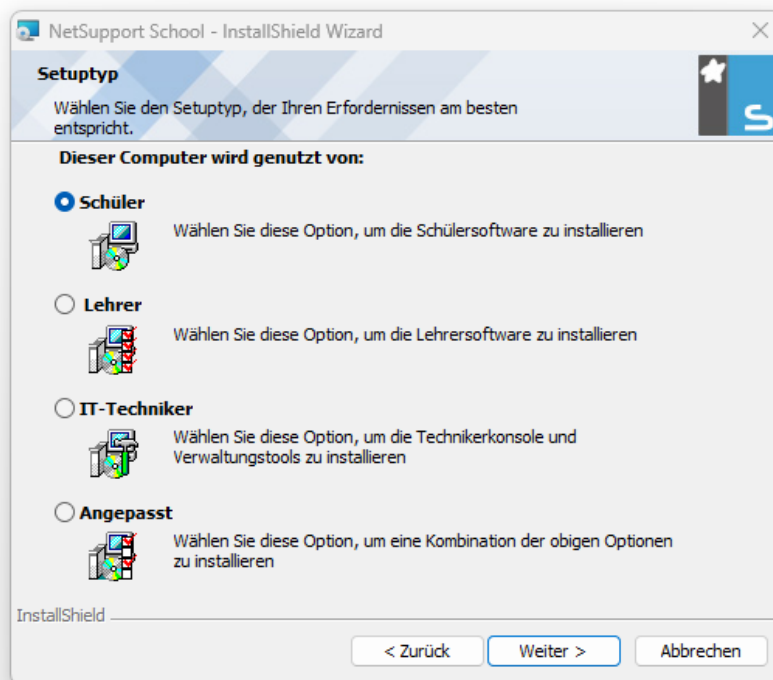 NetSupport School - InstallShield Wizard
Setuptyp
Wählen Sie den Setuptyp, der Ihren Erfordernissen am besten
entspricht.
S
Dieser Computer wird genutzt von:
Schüler
Wählen Sie diese Option, um die Schülersoftware zu installieren
Lehrer
Wählen Sie diese Option, um die Lehrersoftware zu installieren
IT-Techniker
Wählen Sie diese Option, um die Technikerkonsole und
Verwaltungstools zu installieren
Angepasst
Wählen Sie diese Option, um eine Kombination der obigen Optionen
zu installieren
InstallShield
< Zurück
Weiter >
Abbrechen